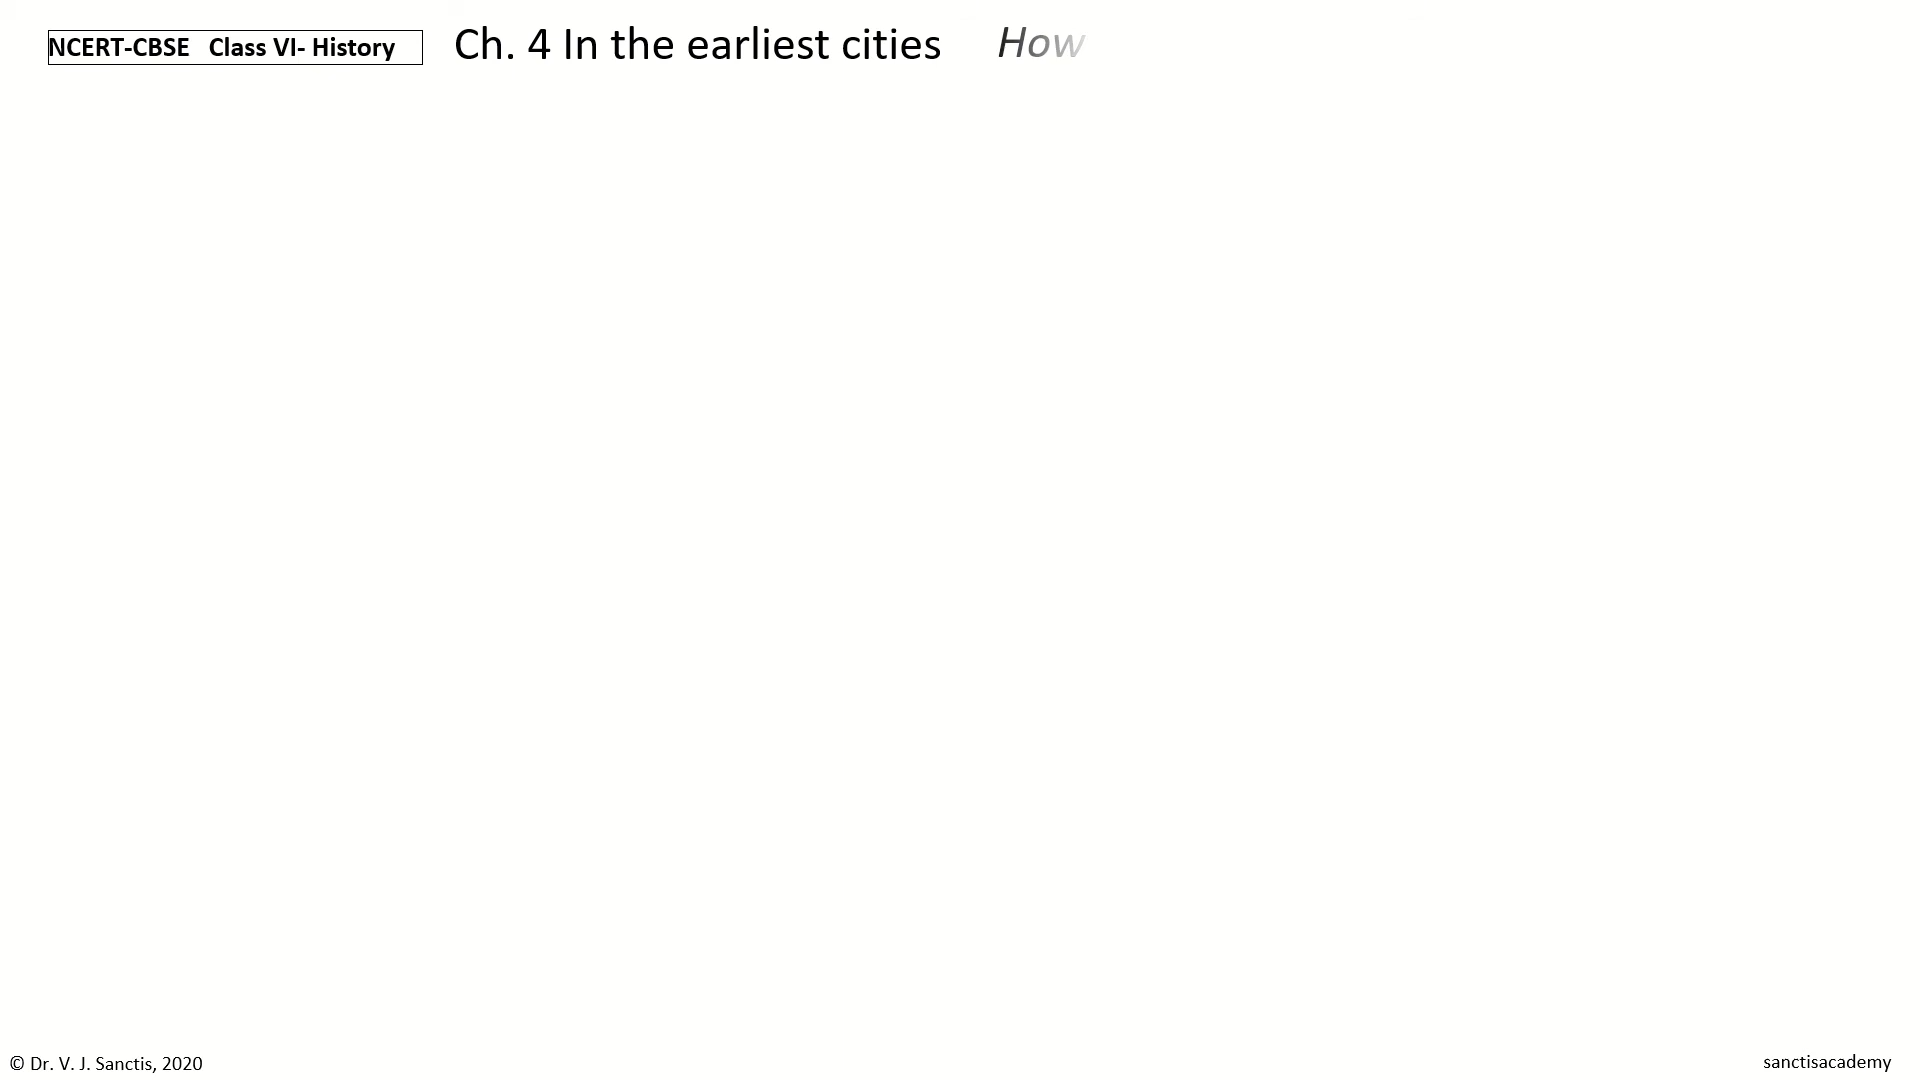 NCERT-CBSE Class VI- History Ch. 4 In the earliest cities How
© Dr. V. J. Sanctis, 2020 sanctisacademy